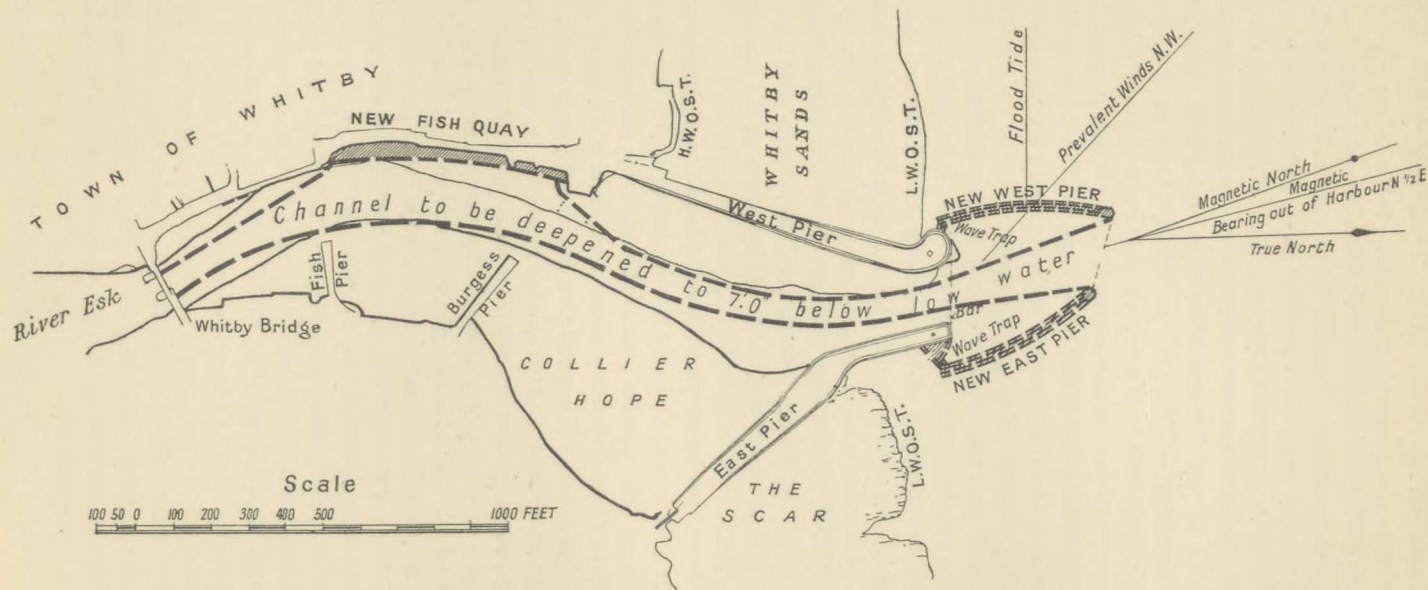 TOWN OF WHITBY
NEW FISH QUAY
H.W.O.S.T.
WHITBY
SANDS
L.W.O.S.T.
Flood Tide
Prevalent Winds N.W.
Magnetic North
Magnetic
Bearing out of Harbour N ½ E
True North
NEW WEST PIER
Wave Trap
West Pier
Channel to be deepened to 7.0 below low water
Bar
Wave Trap
NEW EAST PIER
River Esk
Whitby Bridge
Fish
Pier
Burgess
Pier
COLLIER
HOPE
East Pier
L.W.O.S.T.
THE
SCAR
Scale
100 50 0 100 200 300 400 500 1000 FEET